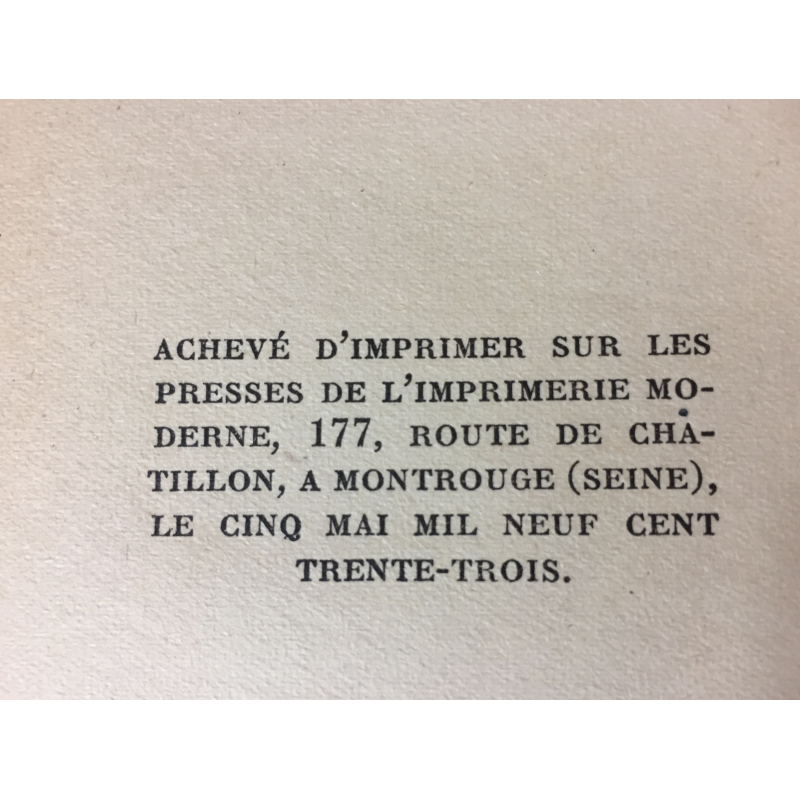 ACHEVÉ D'IMPRIMER SUR LES
PRESSES DE L'IMPRIMERIE MO-
DERNE, 177, ROUTE DE CHA-
TILLON, A MONTROUGE (SEINE),
LE CINQ MAI MIL NEUF CENT
TRENTE-TROIS.